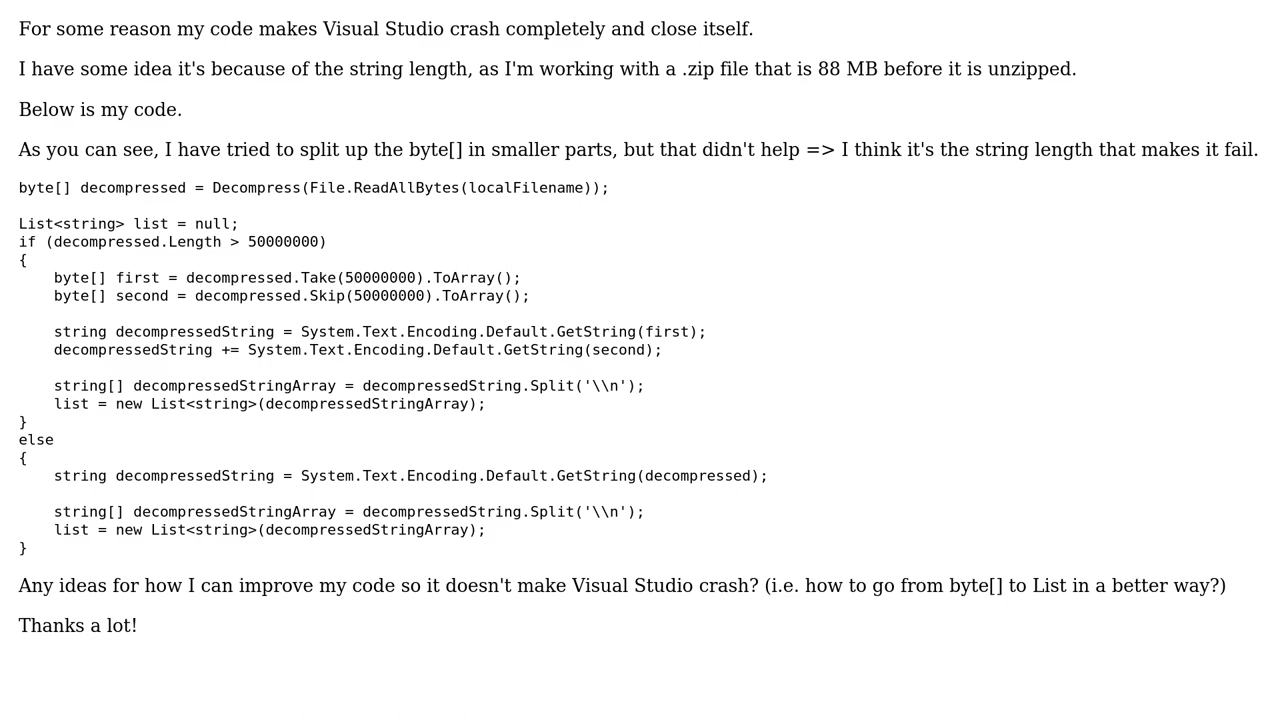 For some reason my code makes Visual Studio crash completely and close itself.
I have some idea it's because of the string length, as I'm working with a .zip file that is 88 MB before it is unzipped.
Below is my code.
As you can see, I have tried to split up the byte[] in smaller parts, but that didn't help => I think it's the string length that makes it fail.
byte[] decompressed = Decompress(File.ReadAllBytes(localFilename));
List<string> list = null;
if (decompressed.Length > 50000000)
{
    byte[] first = decompressed.Take(50000000).ToArray();
    byte[] second = decompressed.Skip(50000000).ToArray();
    string decompressedString = System.Text.Encoding.Default.GetString(first);
    decompressedString += System.Text.Encoding.Default.GetString(second);
    string[] decompressedStringArray = decompressedString.Split('\\n');
    list = new List<string>(decompressedStringArray);
}
else
{
    string decompressedString = System.Text.Encoding.Default.GetString(decompressed);
    string[] decompressedStringArray = decompressedString.Split('\\n');
    list = new List<string>(decompressedStringArray);
}
Any ideas for how I can improve my code so it doesn't make Visual Studio crash? (i.e. how to go from byte[] to List in a better way?)
Thanks a lot!